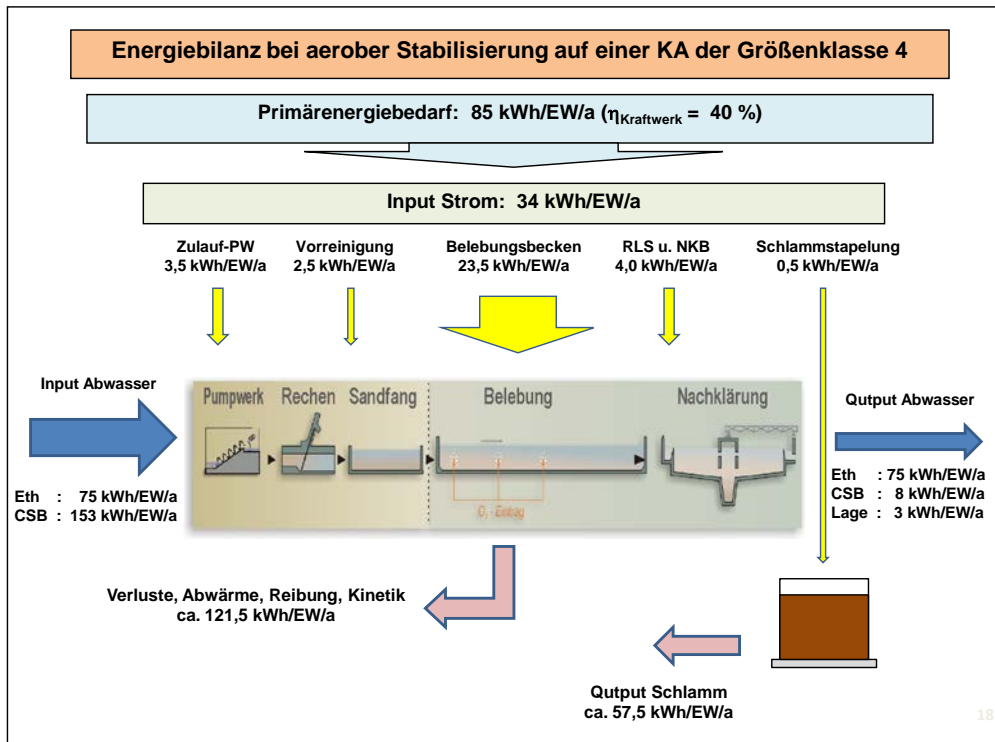 Energiebilanz bei aerober Stabilisierung auf einer KA der Größenklasse 4
Primärenergiebedarf: 85 kWh/EW/a (ηKraftwerk = 40 %)
Input Strom: 34 kWh/EW/a
Zulauf-PW
3,5 kWh/EW/a
Vorreinigung
2,5 kWh/EW/a
Belebungsbecken
23,5 kWh/EW/a
RLS u. NKB
4,0 kWh/EW/a
Schlammstapelung
0,5 kWh/EW/a
Input Abwasser
Pumpwerk
Rechen
Sandfang
Belebung
Nachklärung
Qutput Abwasser
O2 - Eintrag
Eth : 75 kWh/EW/a
CSB : 153 kWh/EW/a
Eth : 75 kWh/EW/a
CSB : 8 kWh/EW/a
Lage : 3 kWh/EW/a
Verluste, Abwärme, Reibung, Kinetik
ca. 121,5 kWh/EW/a
Qutput Schlamm
ca. 57,5 kWh/EW/a
18